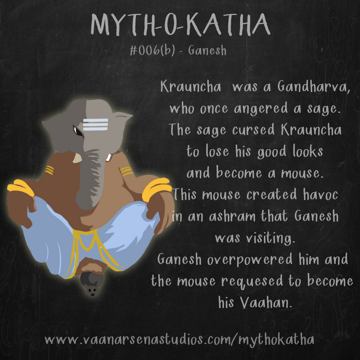 MYTH-O-KATHA
#006(b) - Ganesh
Krauncha was a Gandharva,
who once angered a sage.
The sage cursed Krauncha
to lose his good looks
and become a mouse.
This mouse created havoc
in an ashram that Ganesh
was visiting.
Ganesh overpowered him and
the mouse requesed to become
his Vaahan.
www.vaanarsenastudios.com/mythokatha